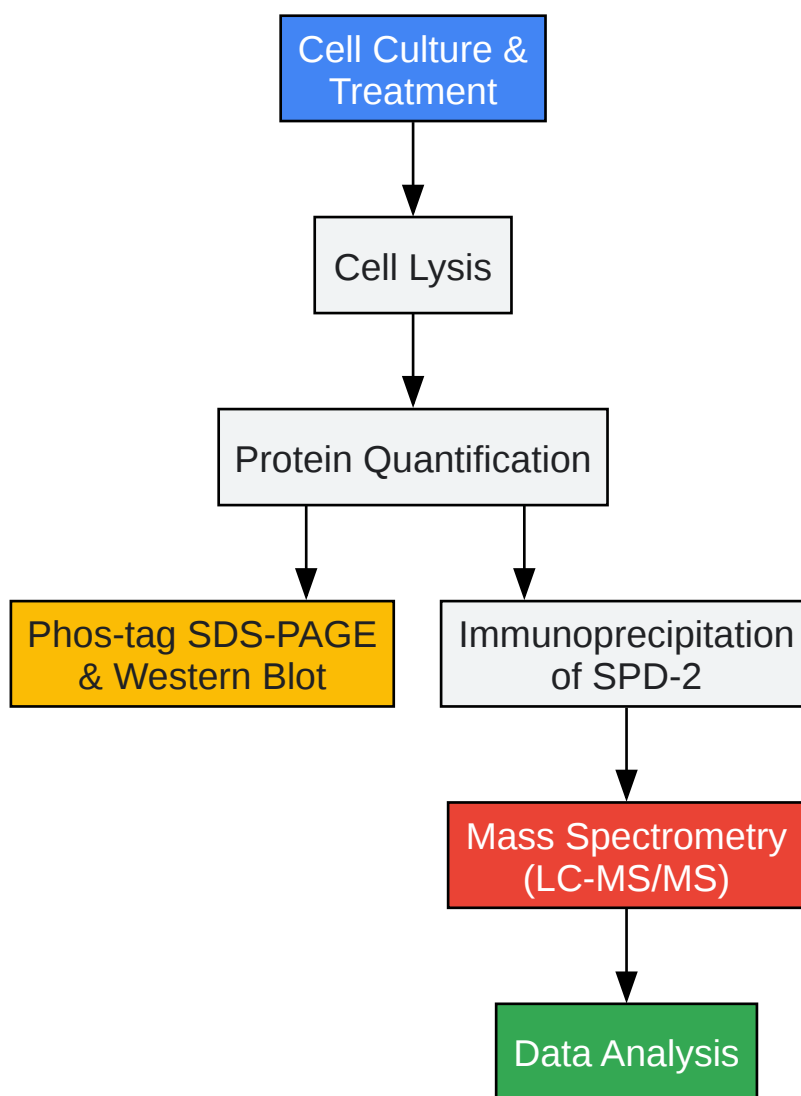 Cell Culture &
Treatment
Cell Lysis
Protein Quantification
Phos-tag SDS-PAGE
& Western Blot
Immunoprecipitation
of SPD-2
Mass Spectrometry
(LC-MS/MS)
Data Analysis